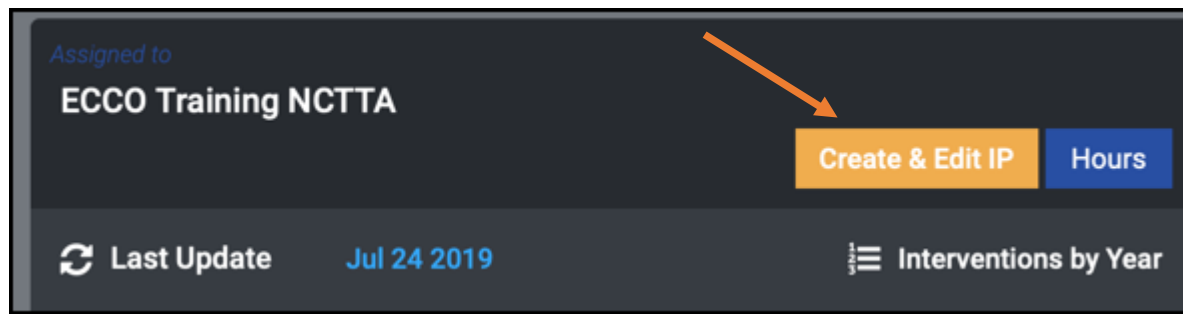 Assigned to
ECCO Training NCTTA
Create & Edit IP
Hours
Last Update
Jul 24 2019
Interventions by Year